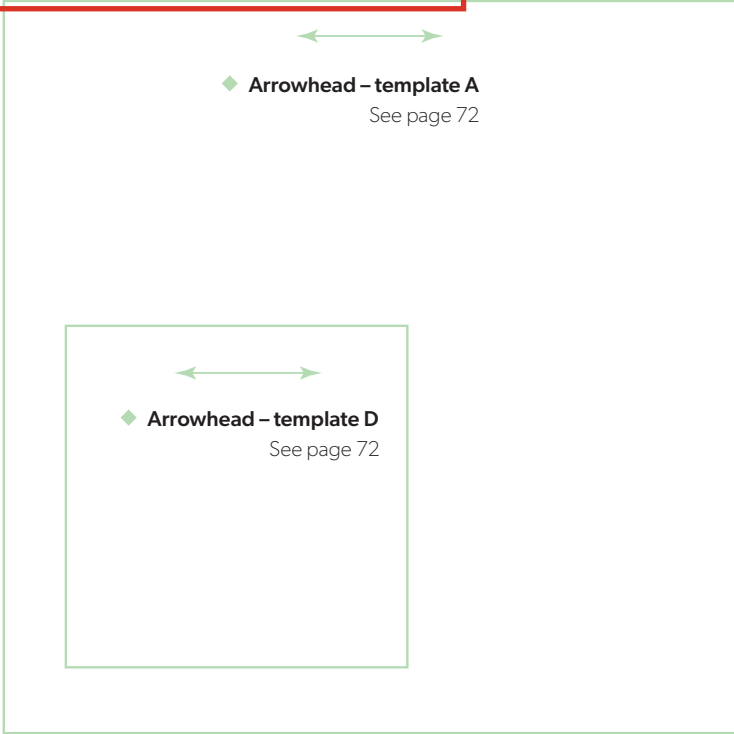 Arrowhead – template A
See page 72
Arrowhead – template D
See page 72